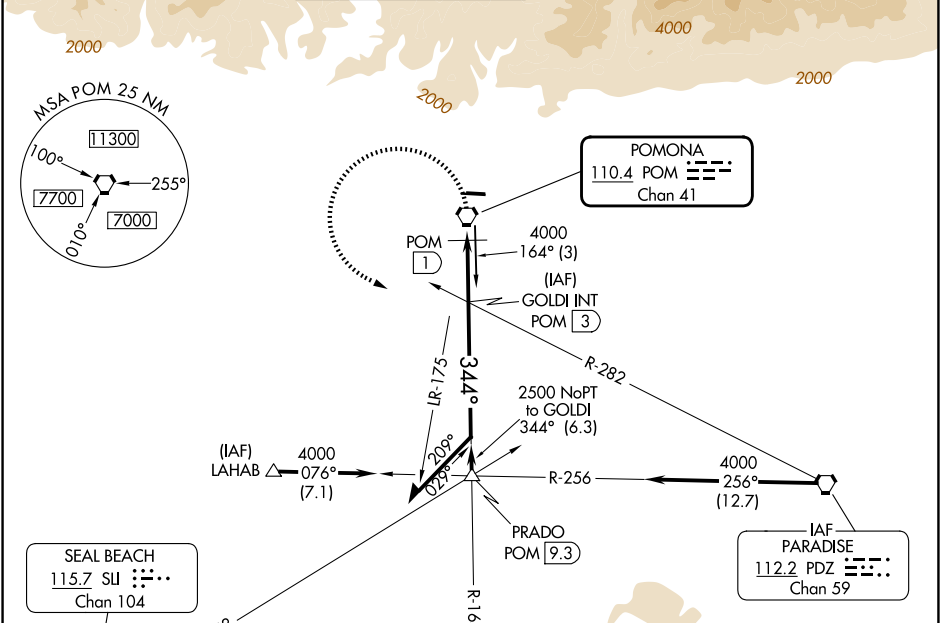 4000
2000
2000
2000
MSA POM 25 NM
11300
100°
7700
255°
7000
010°
POMONA
110.4 POM
Chan 41
POM
1
4000
164° (3)
(IAF)
GOLDI INT
POM 3
R-282
LR-175
344°
2500 NoPT
to GOLDI
344° (6.3)
209°
029°
(IAF)
LAHAB
4000
076°
(7.1)
R-256
4000
256°
(12.7)
PRADO
POM 9.3
IAF
PARADISE
112.2 PDZ
Chan 59
SEAL BEACH
115.7 SLI
Chan 104
R-16